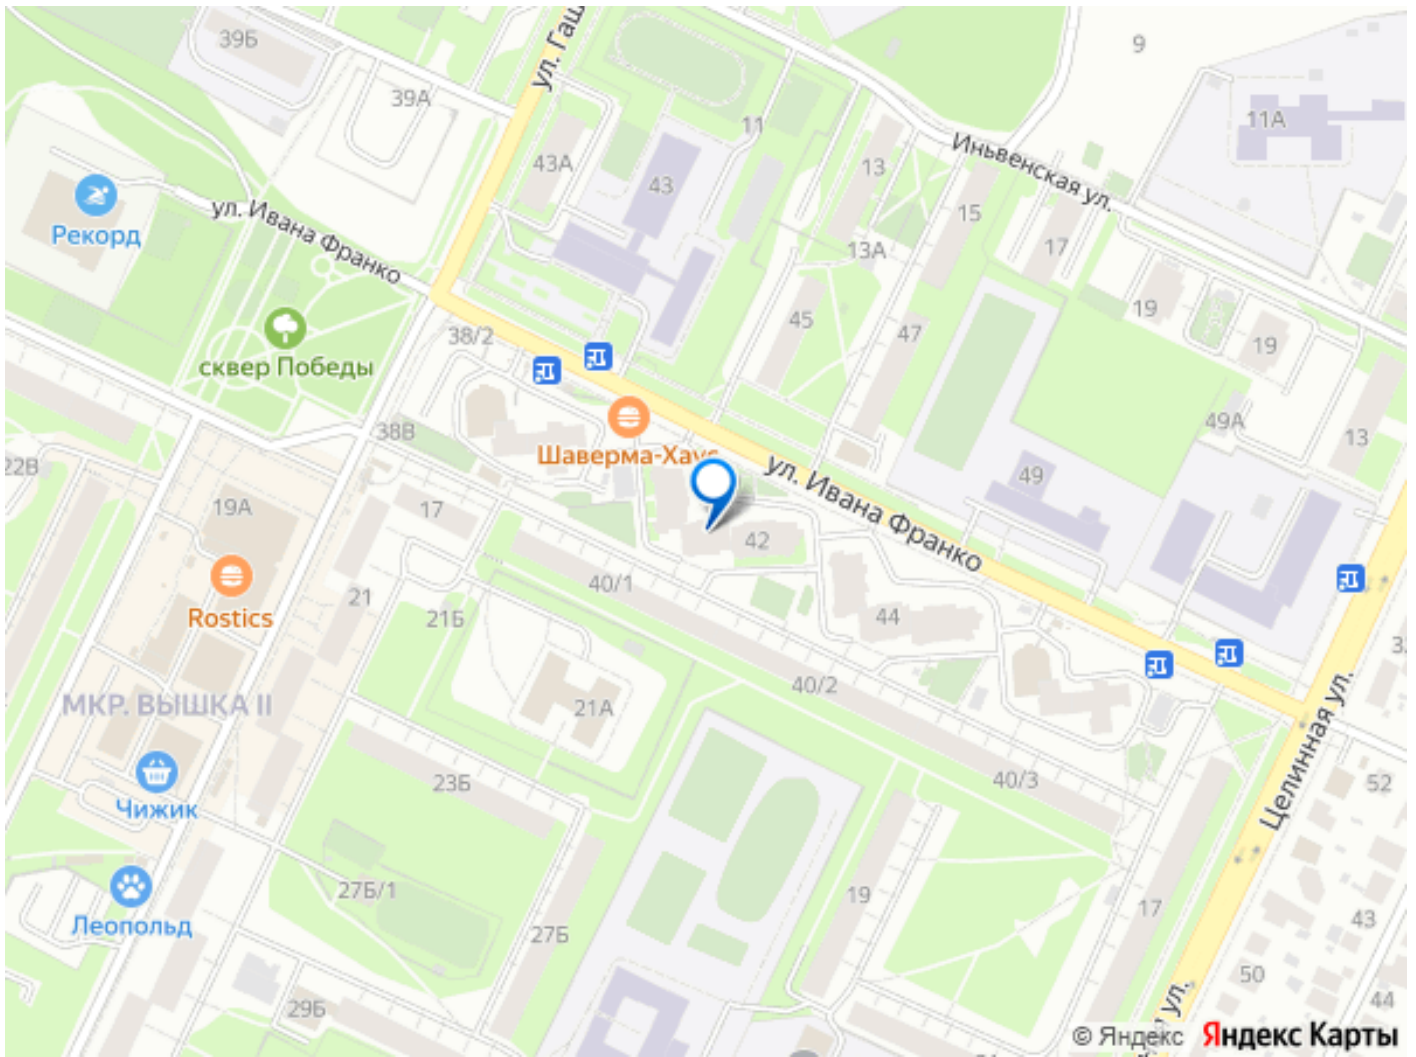 39Б
ул. Гаш
9
39А
11А
11
Иньвенская ул.
43А
13
43
15
Рекорд
ул. Ивана Франко
17
13А
19
45
38/2
47
19
сквер Победы
49А
38В
13
Шаверма-Хаус
22В
ул. Ивана Франко
49
19А
17
42
40/1
21
Rostics
21Б
44
40/2
МКР. ВЫШКА II
21А
Целинная ул.
23Б
40/3
52
Чижик
27Б/1
19
17
43
Леопольд
27Б
50
44
29Б
ул.
© Яндекс Яндекс Карты